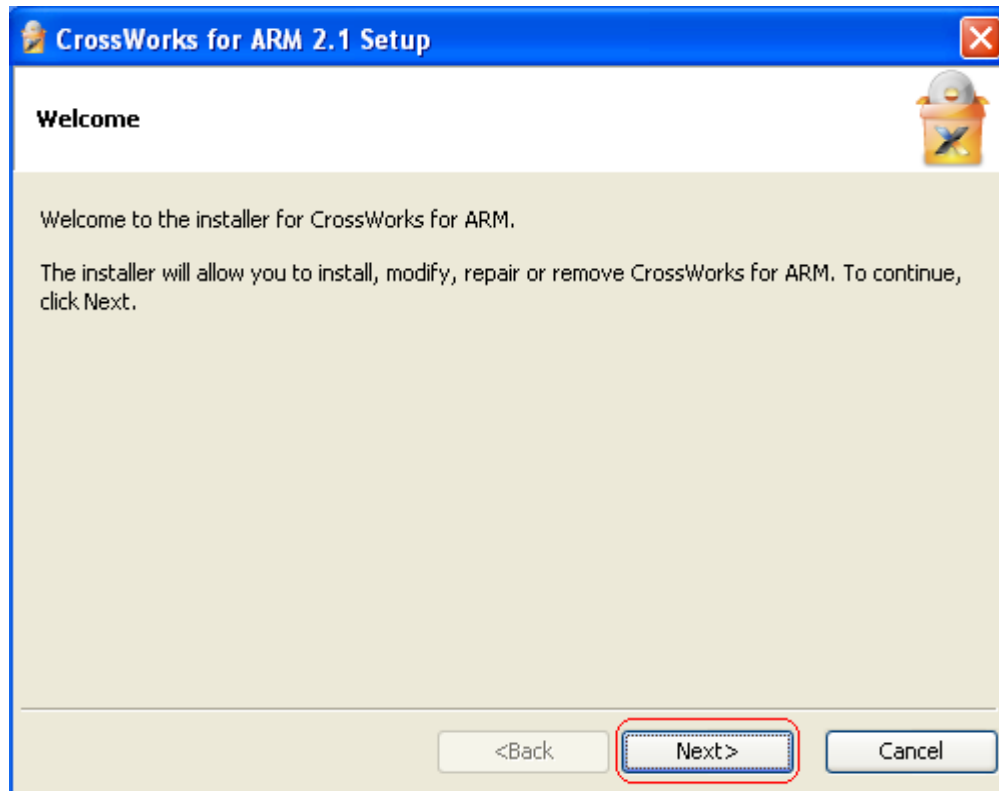 CrossWorks for ARM 2.1 Setup
Welcome
Welcome to the installer for CrossWorks for ARM.
The installer will allow you to install, modify, repair or remove CrossWorks for ARM. To continue,
click Next.
<Back
Next>
Cancel